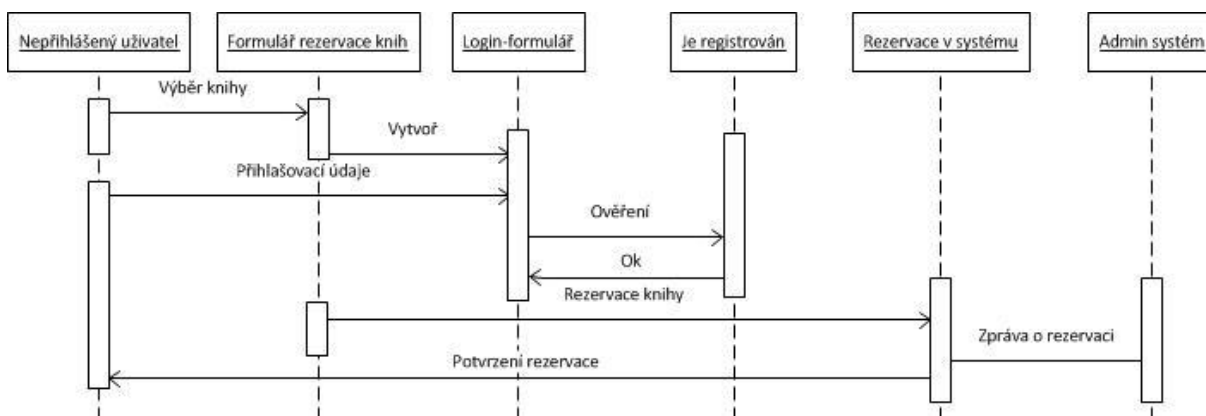 Nepřihlášený uživatel
Formulář rezervace knih
Login-formulář
Je registrován
Rezervace v systému
Admin systém
Výběr knihy
Vytvoř
Přihlašovací údaje
Ověření
Ok
Rezervace knihy
Zpráva o rezervaci
Potvrzení rezervace